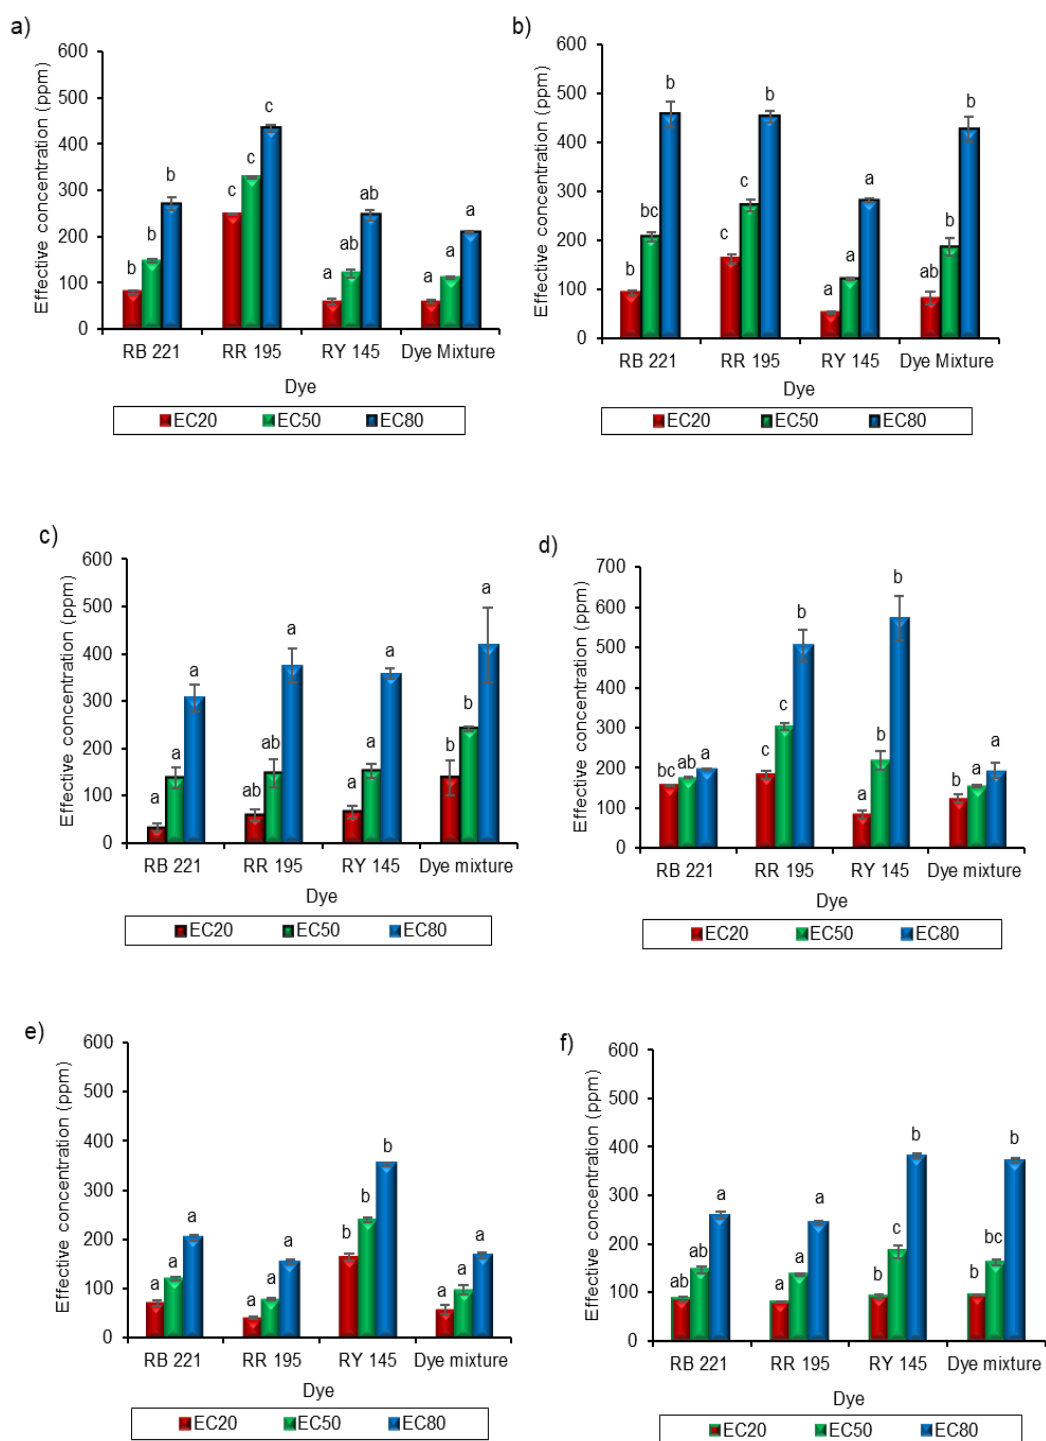 a)
Effective concentration (ppm)
600
500
400
300
200
100
0
b b b
c c c
a ab ab
a a a
RB 221 RR 195 RY 145 Dye Mixture
Dye
EC20 EC50 EC80
b)
Effective concentration (ppm)
600
500
400
300
200
100
0
b bc b
c c b
a a a
ab b b
RB 221 RR 195 RY 145 Dye Mixture
Dye
EC20 EC50 EC80
c)
Effective concentration (ppm)
600
500
400
300
200
100
0
a a a
ab ab a
a a a
b b a
RB 221 RR 195 RY 145 Dye mixture
Dye
EC20 EC50 EC80
d)
Effective concentration (ppm)
700
600
500
400
300
200
100
0
bc ab a
c c b
a b b
b a a
RB 221 RR 195 RY 145 Dye mixture
Dye
EC20 EC50 EC80
e)
Effective concentration (ppm)
600
500
400
300
200
100
0
a a a
a a a
b b b
a a a
RB 221 RR 195 RY 145 Dye mixture
Dye
EC20 EC50 EC80
f)
Effective concentration (ppm)
600
500
400
300
200
100
0
ab ab a
a a a
b c b
b bc b
RB 221 RR 195 RY 145 Dye mixture
Dye
EC20 EC50 EC80